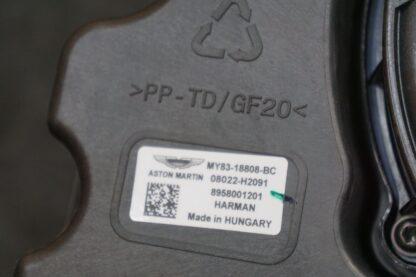 >PP-TD/GF20<
MY83-18808-BC
ASTON MARTIN 08022-H2091
8958001201
HARMAN
Made in HUNGARY